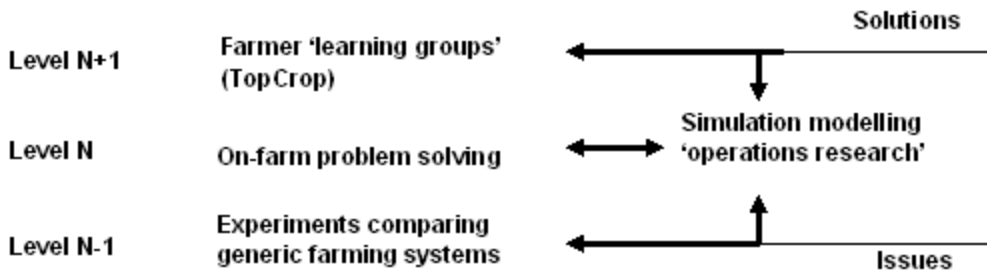 Solutions
Level N+1
Farmer ‘learning groups’
(TopCrop)
Level N
On-farm problem solving
Simulation modelling
‘operations research’
Level N-1
Experiments comparing
generic farming systems
Issues